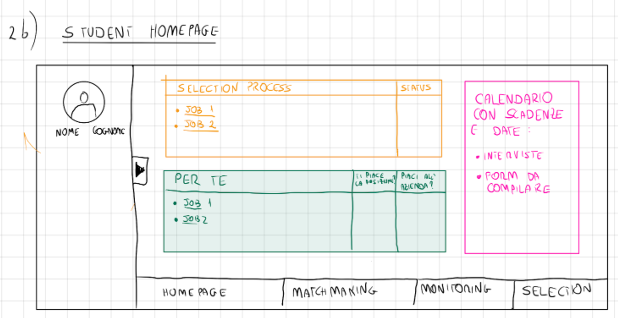 2b) STUDENT HOMEPAGE
NOME COGNOME
SELECTION PROCESS STATUS
• JOB 1
• JOB 2
PER TE TI PIACE LA POSIZIONE? PIACI ALL' AZIENDA?
• JOB 1
• JOB 2
CALENDARIO
CON SCADENZE
E DATE:
• INTERVISTE
• FORM DA
COMPILARE
HOMEPAGE MATCHMAKING MONITORING SELECTION